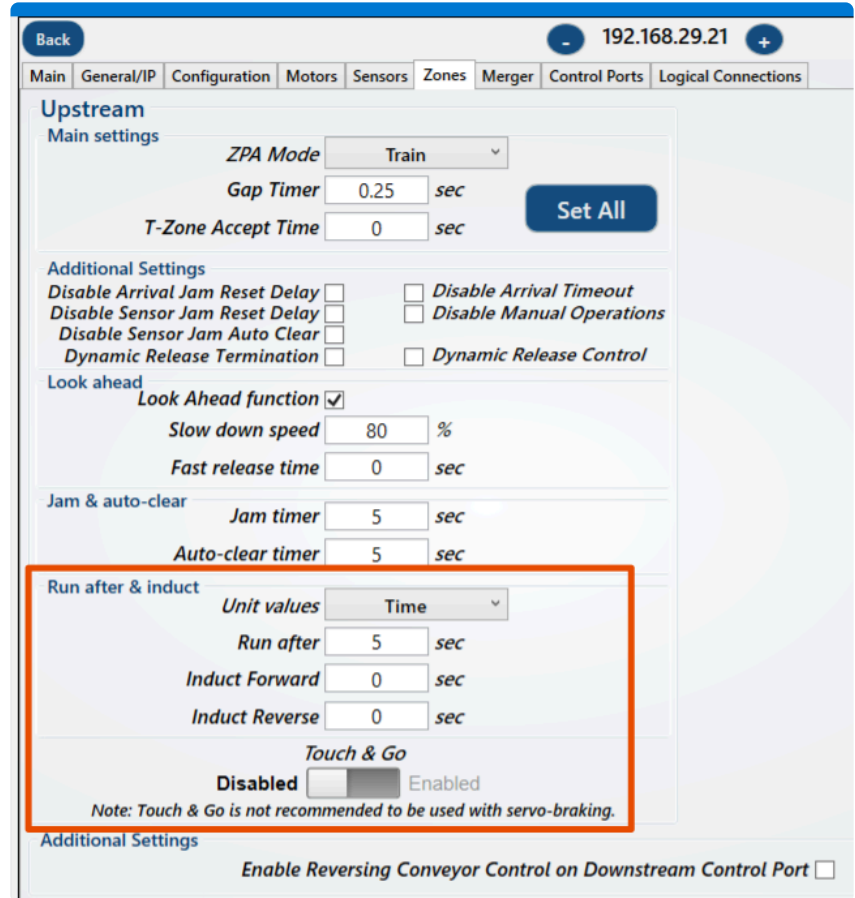 Back - 192.168.29.21 +
Main General/IP Configuration Motors Sensors Zones Merger Control Ports Logical Connections
Upstream
Main settings
ZPA Mode Train
Gap Timer 0.25 sec
Set All
T-Zone Accept Time 0 sec
Additional Settings
Disable Arrival Jam Reset Delay Disable Arrival Timeout
Disable Sensor Jam Reset Delay Disable Manual Operations
Disable Sensor Jam Auto Clear
Dynamic Release Termination Dynamic Release Control
Look ahead
Look Ahead function
Slow down speed 80 %
Fast release time 0 sec
Jam & auto-clear
Jam timer 5 sec
Auto-clear timer 5 sec
Run after & induct
Unit values Time
Run after 5 sec
Induct Forward 0 sec
Induct Reverse 0 sec
Touch & Go
Disabled Enabled
Note: Touch & Go is not recommended to be used with servo-braking.
Additional Settings
Enable Reversing Conveyor Control on Downstream Control Port